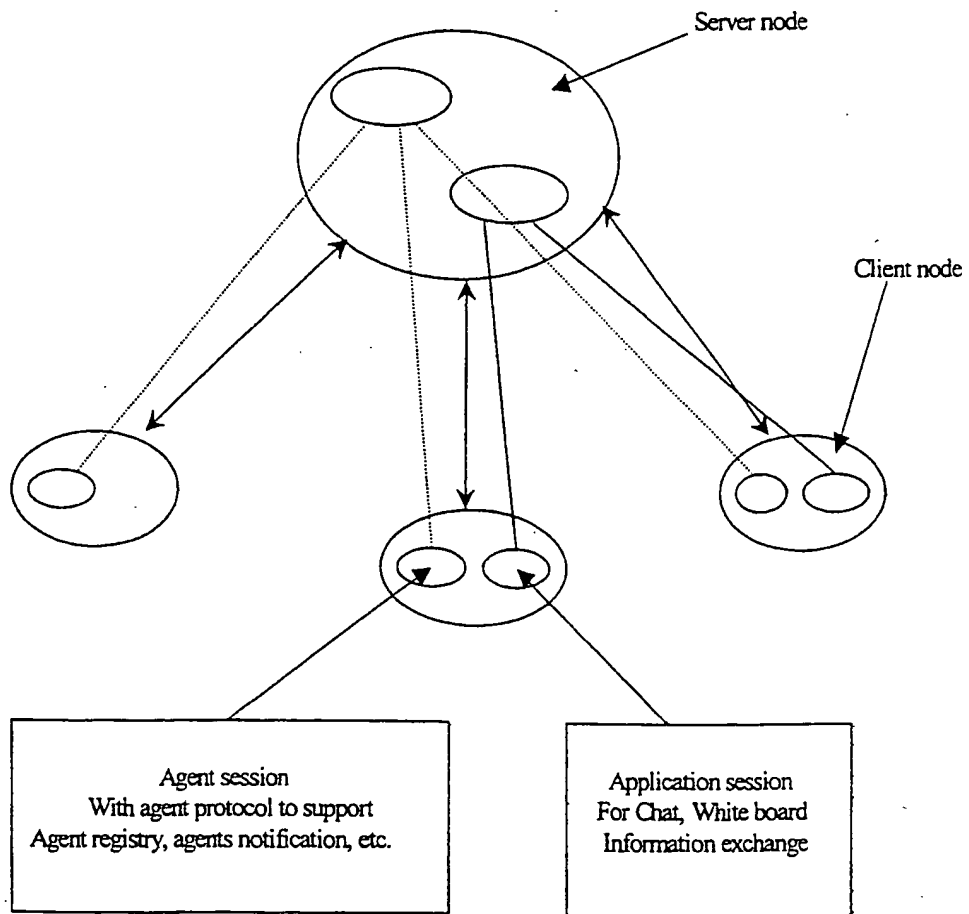 Server node
Client node
Agent session
With agent protocol to support
Agent registry, agents notification, etc.
Application session
For Chat, White board
Information exchange